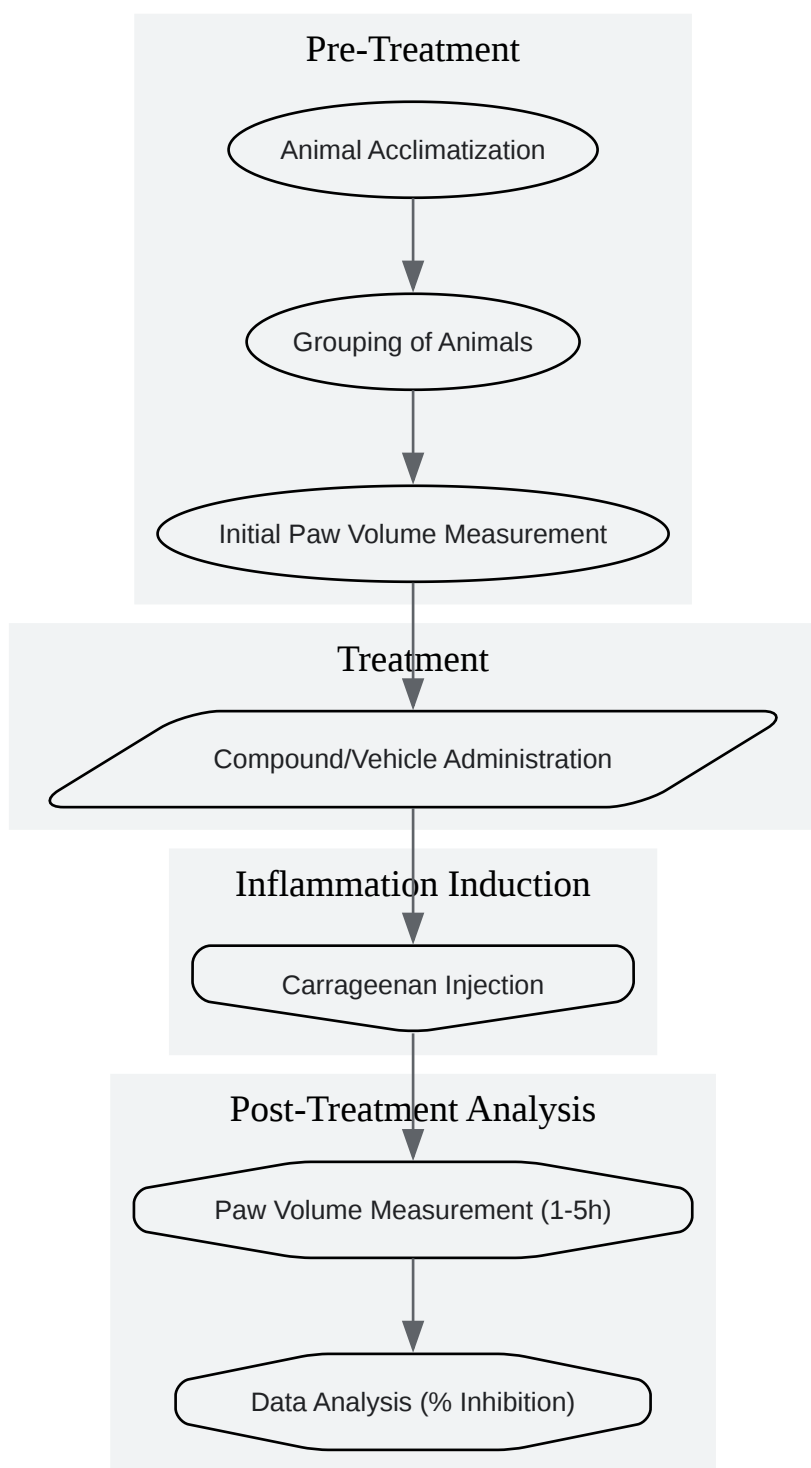 Pre-Treatment
Animal Acclimatization
Grouping of Animals
Initial Paw Volume Measurement
Treatment
Compound/Vehicle Administration
Inflammation Induction
Carrageenan Injection
Post-Treatment Analysis
Paw Volume Measurement (1-5h)
Data Analysis (% Inhibition)